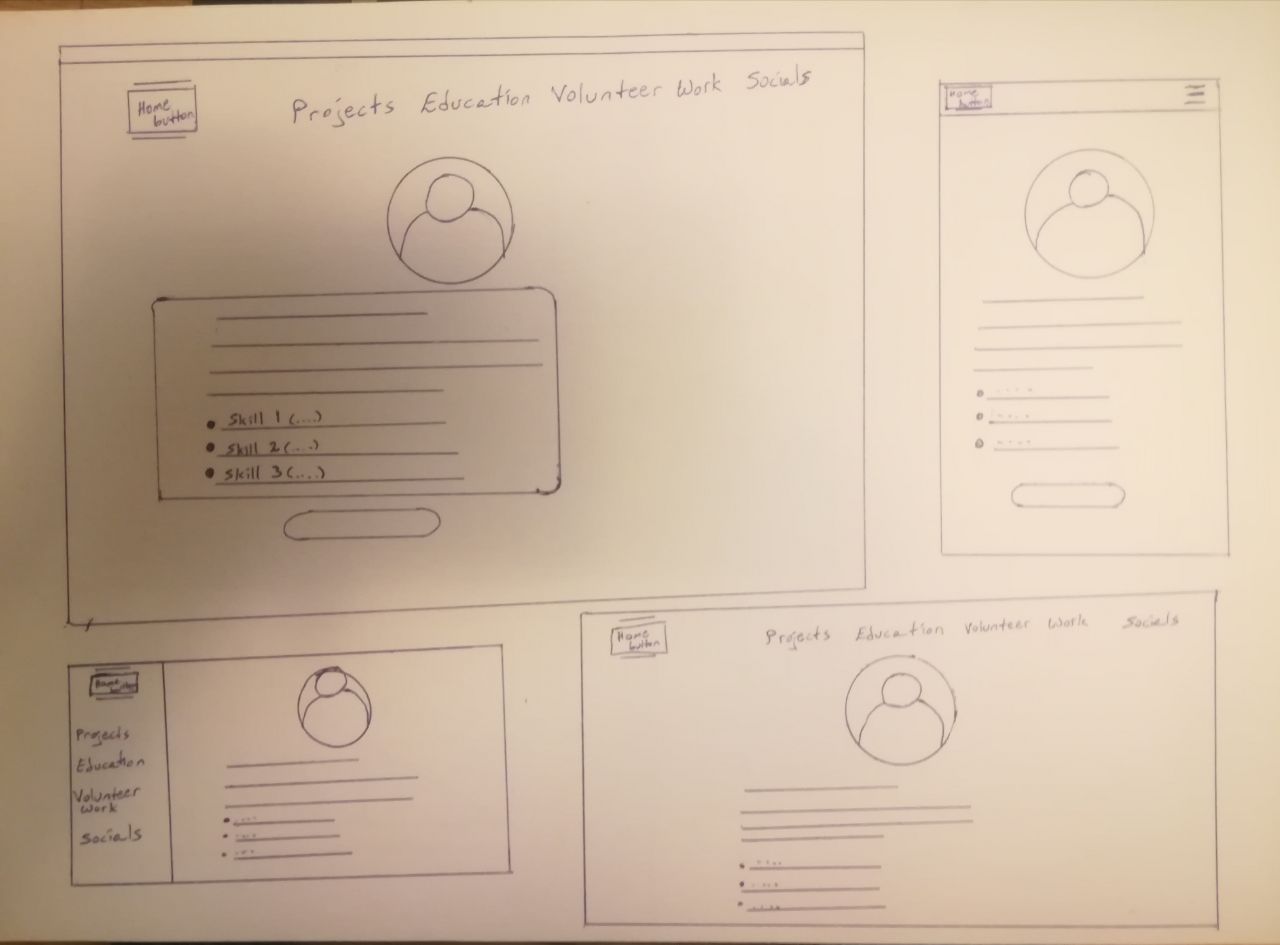 Home
button
Projects Education Volunteer Work Socials
Skill 1 (....)
Skill 2 (....)
Skill 3 (....)
Home
button
Home
button
Projects
Education
Volunteer
Work
Socials
Home
button
Projects Education Volunteer Work Socials